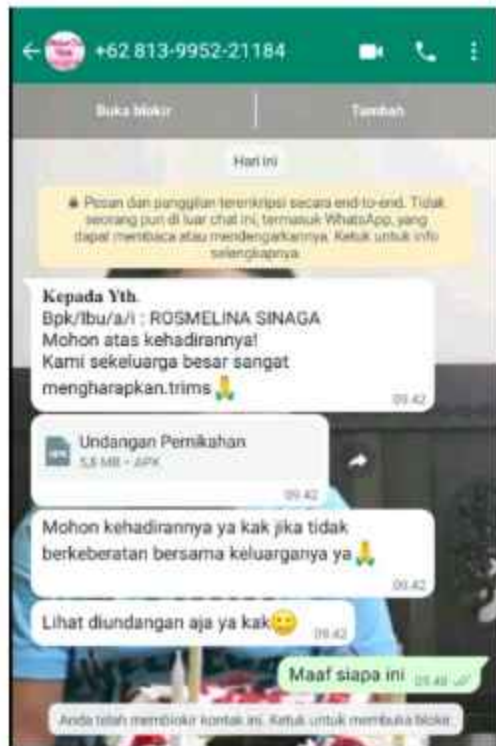 +62 813-9952-21184
Buka blokir
Tambah
Hari ini
Pesan dan panggilan terenkripsi secara end-to-end. Tidak
seorang pun di luar chat ini, termasuk WhatsApp, yang
dapat membaca atau mendengarkannya. Ketuk untuk info
selengkapnya
Kepada Yth.
Bpk/Ibu/a/i : ROSMELINA SINAGA
Mohon atas kehadirannya!
Kami sekeluarga besar sangat
mengharapkan.trims🙏
09.42
Undangan Pernikahan
5,8 MB • APK
09.42
Mohon kehadirannya ya kak jika tidak
berkeberatan bersama keluarganya ya🙏
09.42
Lihat diundangan aja ya kak🙂 09.42
Maaf siapa ini
Anda telah memblokir kontak ini. Ketuk untuk membuka blokir.